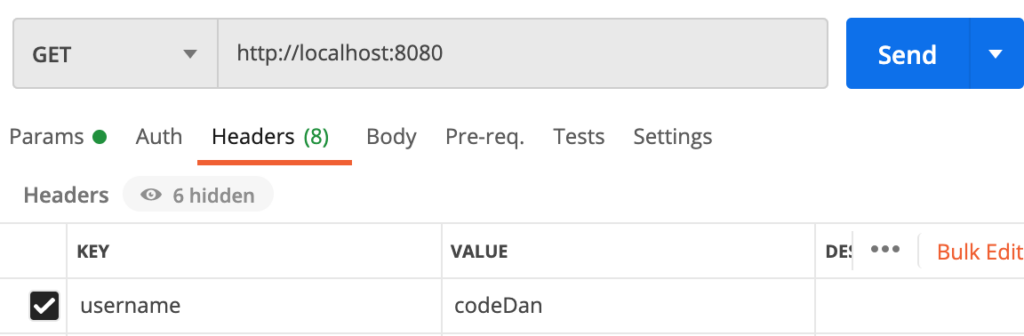 GET http://localhost:8080 Send
Params Auth Headers (8) Body Pre-req. Tests Settings
Headers 6 hidden
KEY VALUE DES ••• Bulk Edit
username codeDan